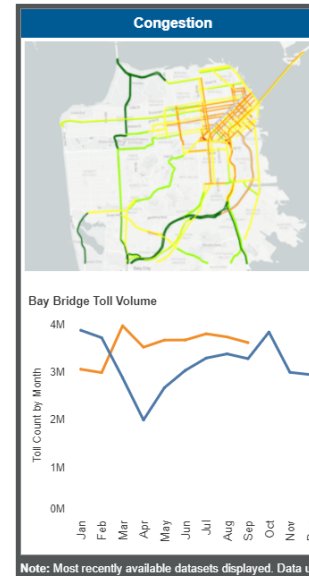 Congestion
Bay Bridge Toll Volume
4M
3M
2M
1M
0M
Toll Count by Month
Jan
Feb
Mar
Apr
May
Jun
Jul
Aug
Sep
Oct
Nov
Note: Most recently available datasets displayed. Data u